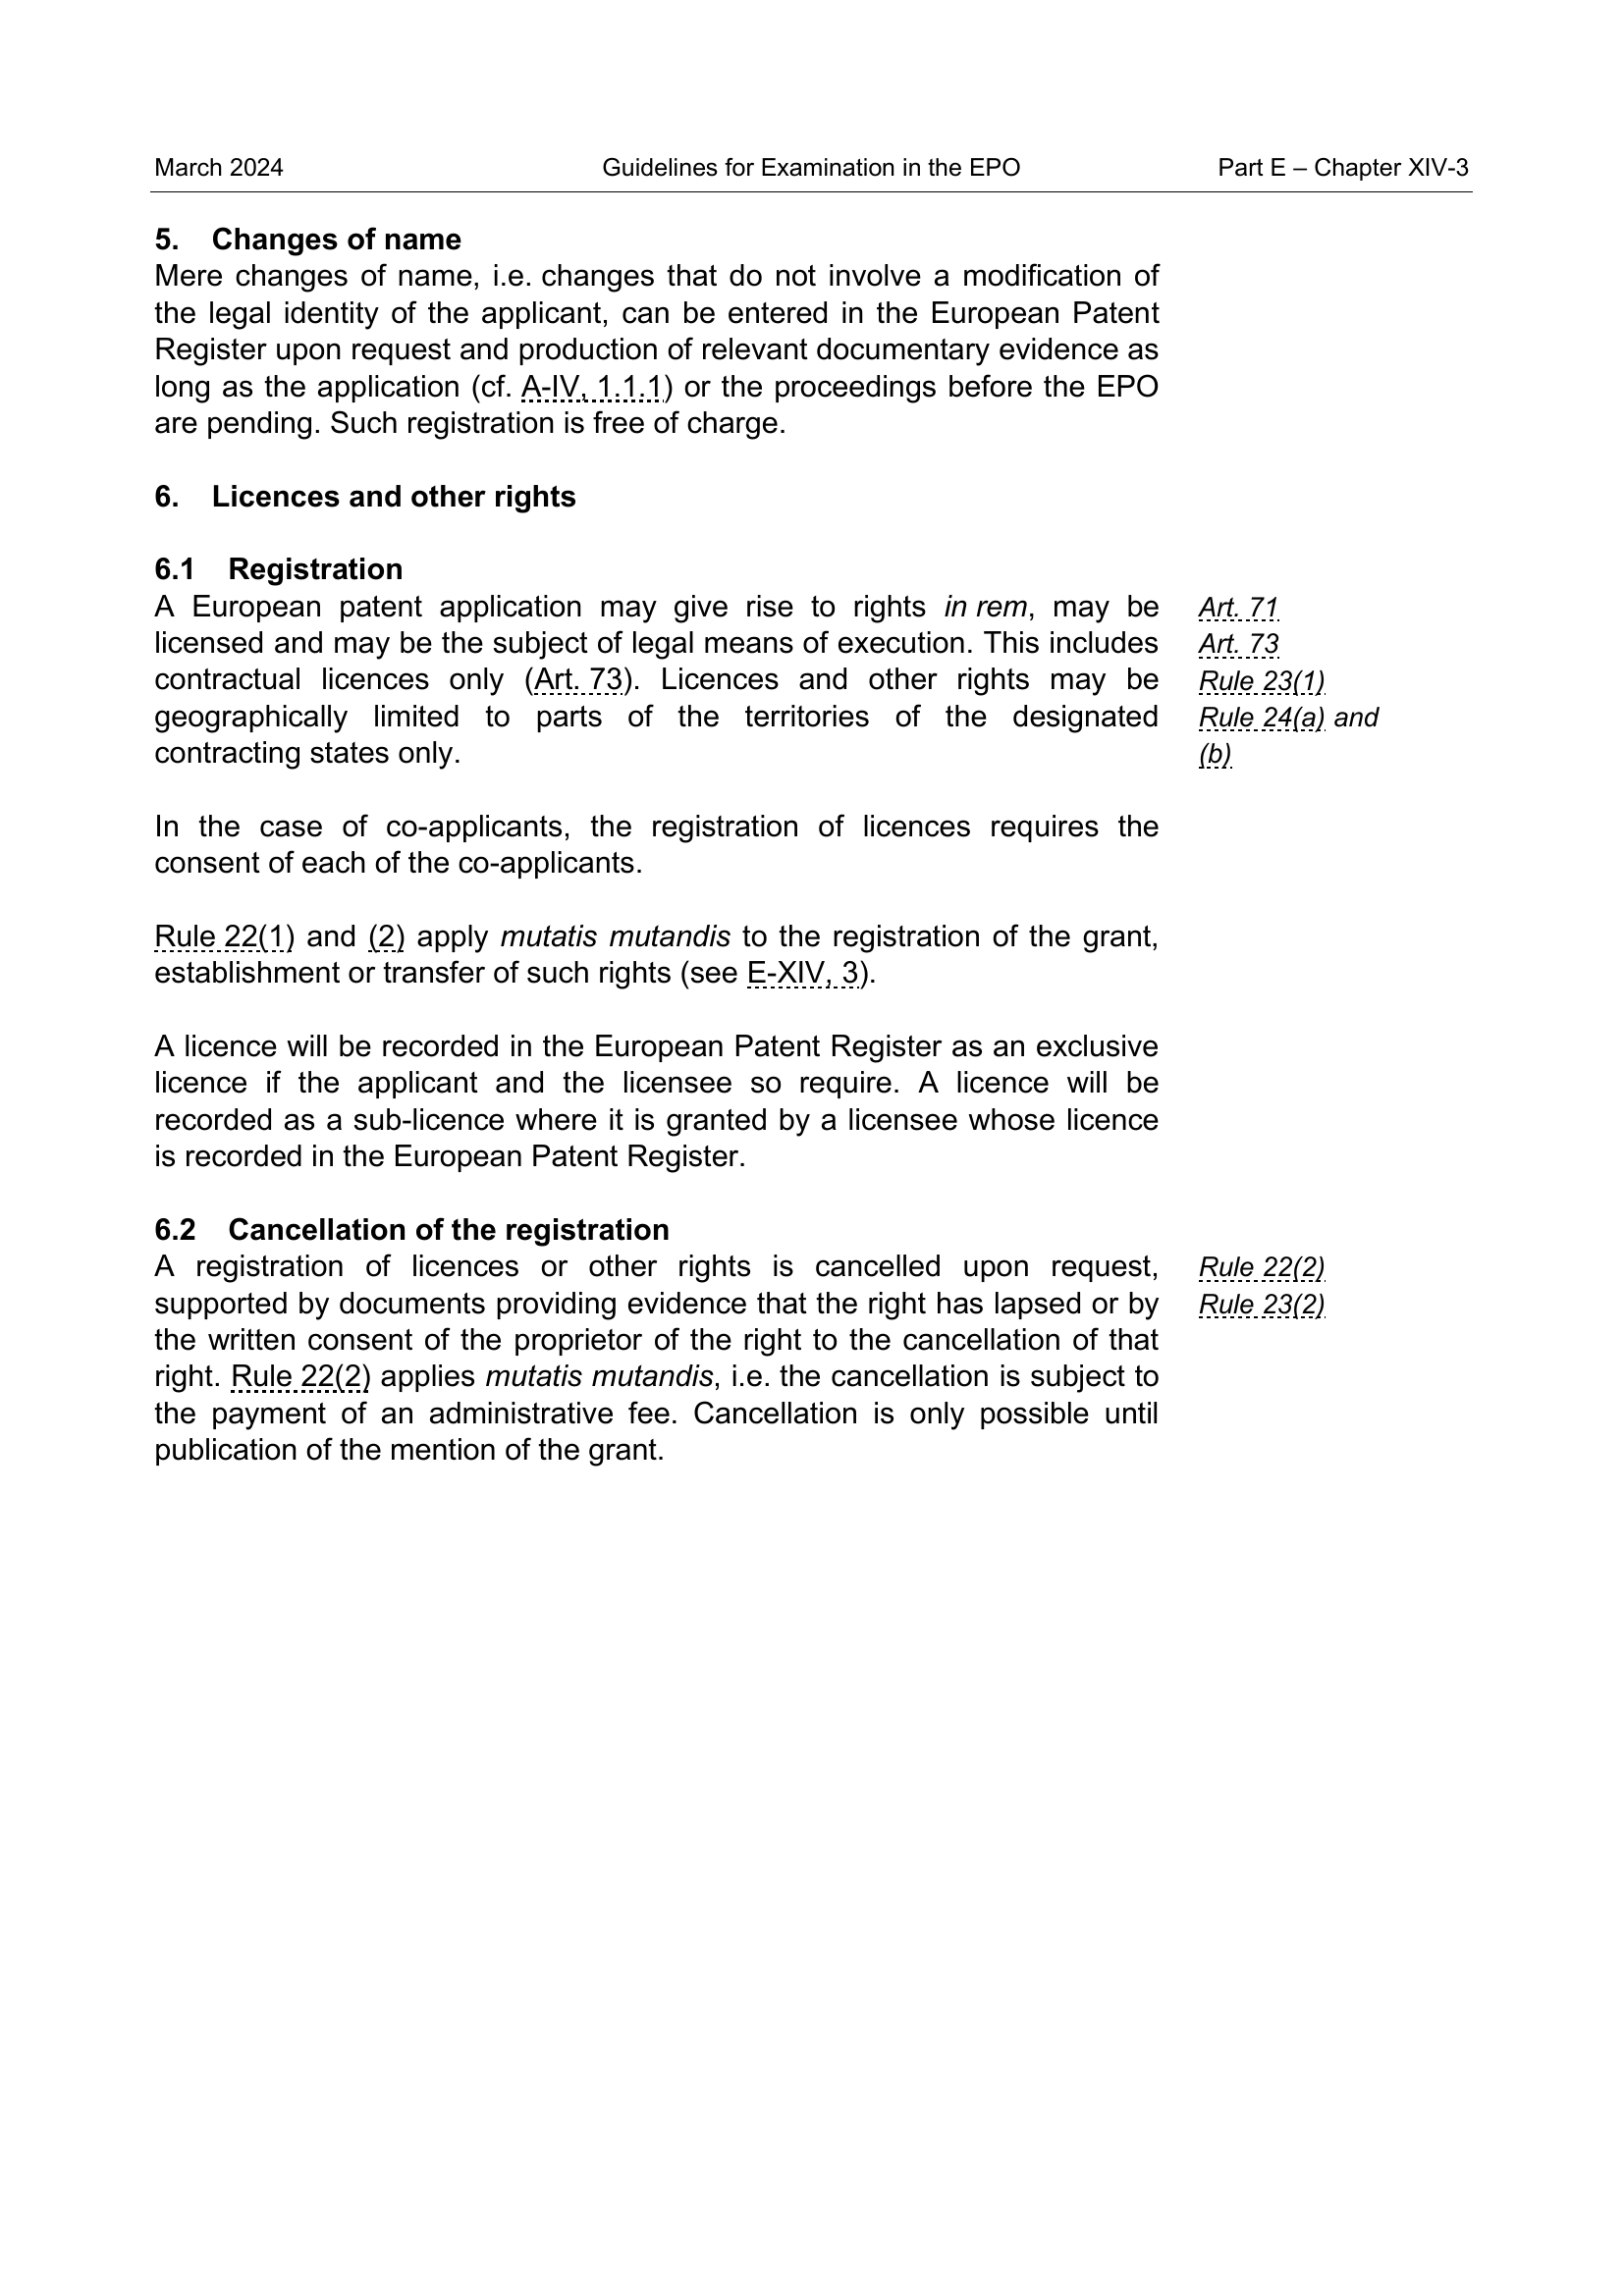 March 2024 Guidelines for Examination in the EPO Part E – Chapter XIV-3
5. Changes of name
Mere changes of name, i.e. changes that do not involve a modification of
the legal identity of the applicant, can be entered in the European Patent
Register upon request and production of relevant documentary evidence as
long as the application (cf. A-IV, 1.1.1) or the proceedings before the EPO
are pending. Such registration is free of charge.
6. Licences and other rights
6.1 Registration
A European patent application may give rise to rights in rem, may be
licensed and may be the subject of legal means of execution. This includes
contractual licences only (Art. 73). Licences and other rights may be
geographically limited to parts of the territories of the designated
contracting states only.
Art. 71
Art. 73
Rule 23(1)
Rule 24(a) and
(b)
In the case of co-applicants, the registration of licences requires the
consent of each of the co-applicants.
Rule 22(1) and (2) apply mutatis mutandis to the registration of the grant,
establishment or transfer of such rights (see E-XIV, 3).
A licence will be recorded in the European Patent Register as an exclusive
licence if the applicant and the licensee so require. A licence will be
recorded as a sub-licence where it is granted by a licensee whose licence
is recorded in the European Patent Register.
6.2 Cancellation of the registration
A registration of licences or other rights is cancelled upon request,
supported by documents providing evidence that the right has lapsed or by
the written consent of the proprietor of the right to the cancellation of that
right. Rule 22(2) applies mutatis mutandis, i.e. the cancellation is subject to
the payment of an administrative fee. Cancellation is only possible until
publication of the mention of the grant.
Rule 22(2)
Rule 23(2)